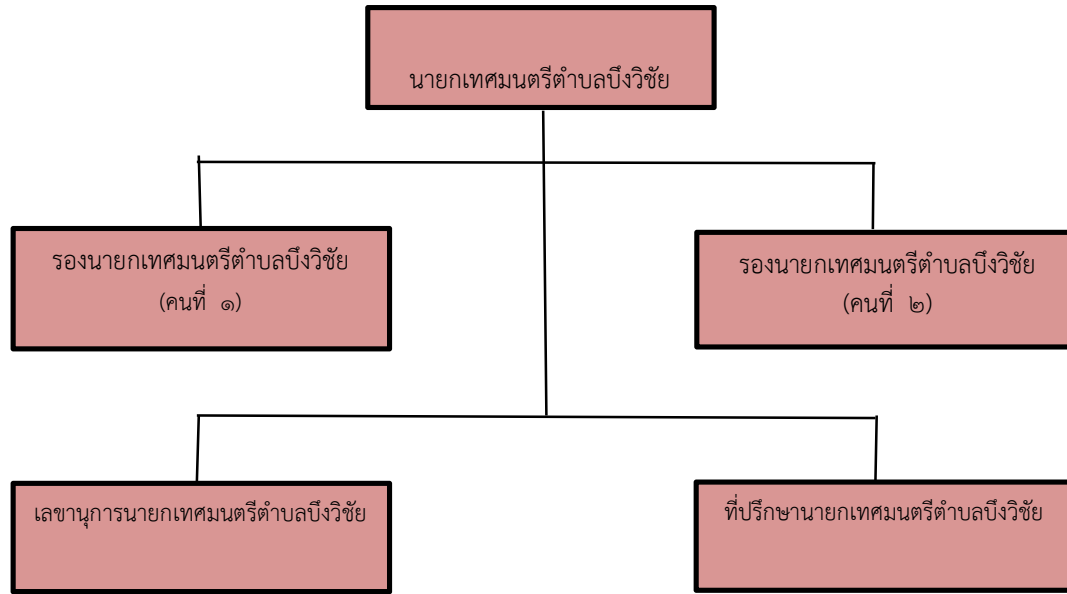 นายกเทศมนตรีตำบลบึงวิชัย
รองนายกเทศมนตรีตำบลบึงวิชัย
(คนที่ ๑)
รองนายกเทศมนตรีตำบลบึงวิชัย
(คนที่ ๒)
เลขานุการนายกเทศมนตรีตำบลบึงวิชัย
ที่ปรึกษานายกเทศมนตรีตำบลบึงวิชัย